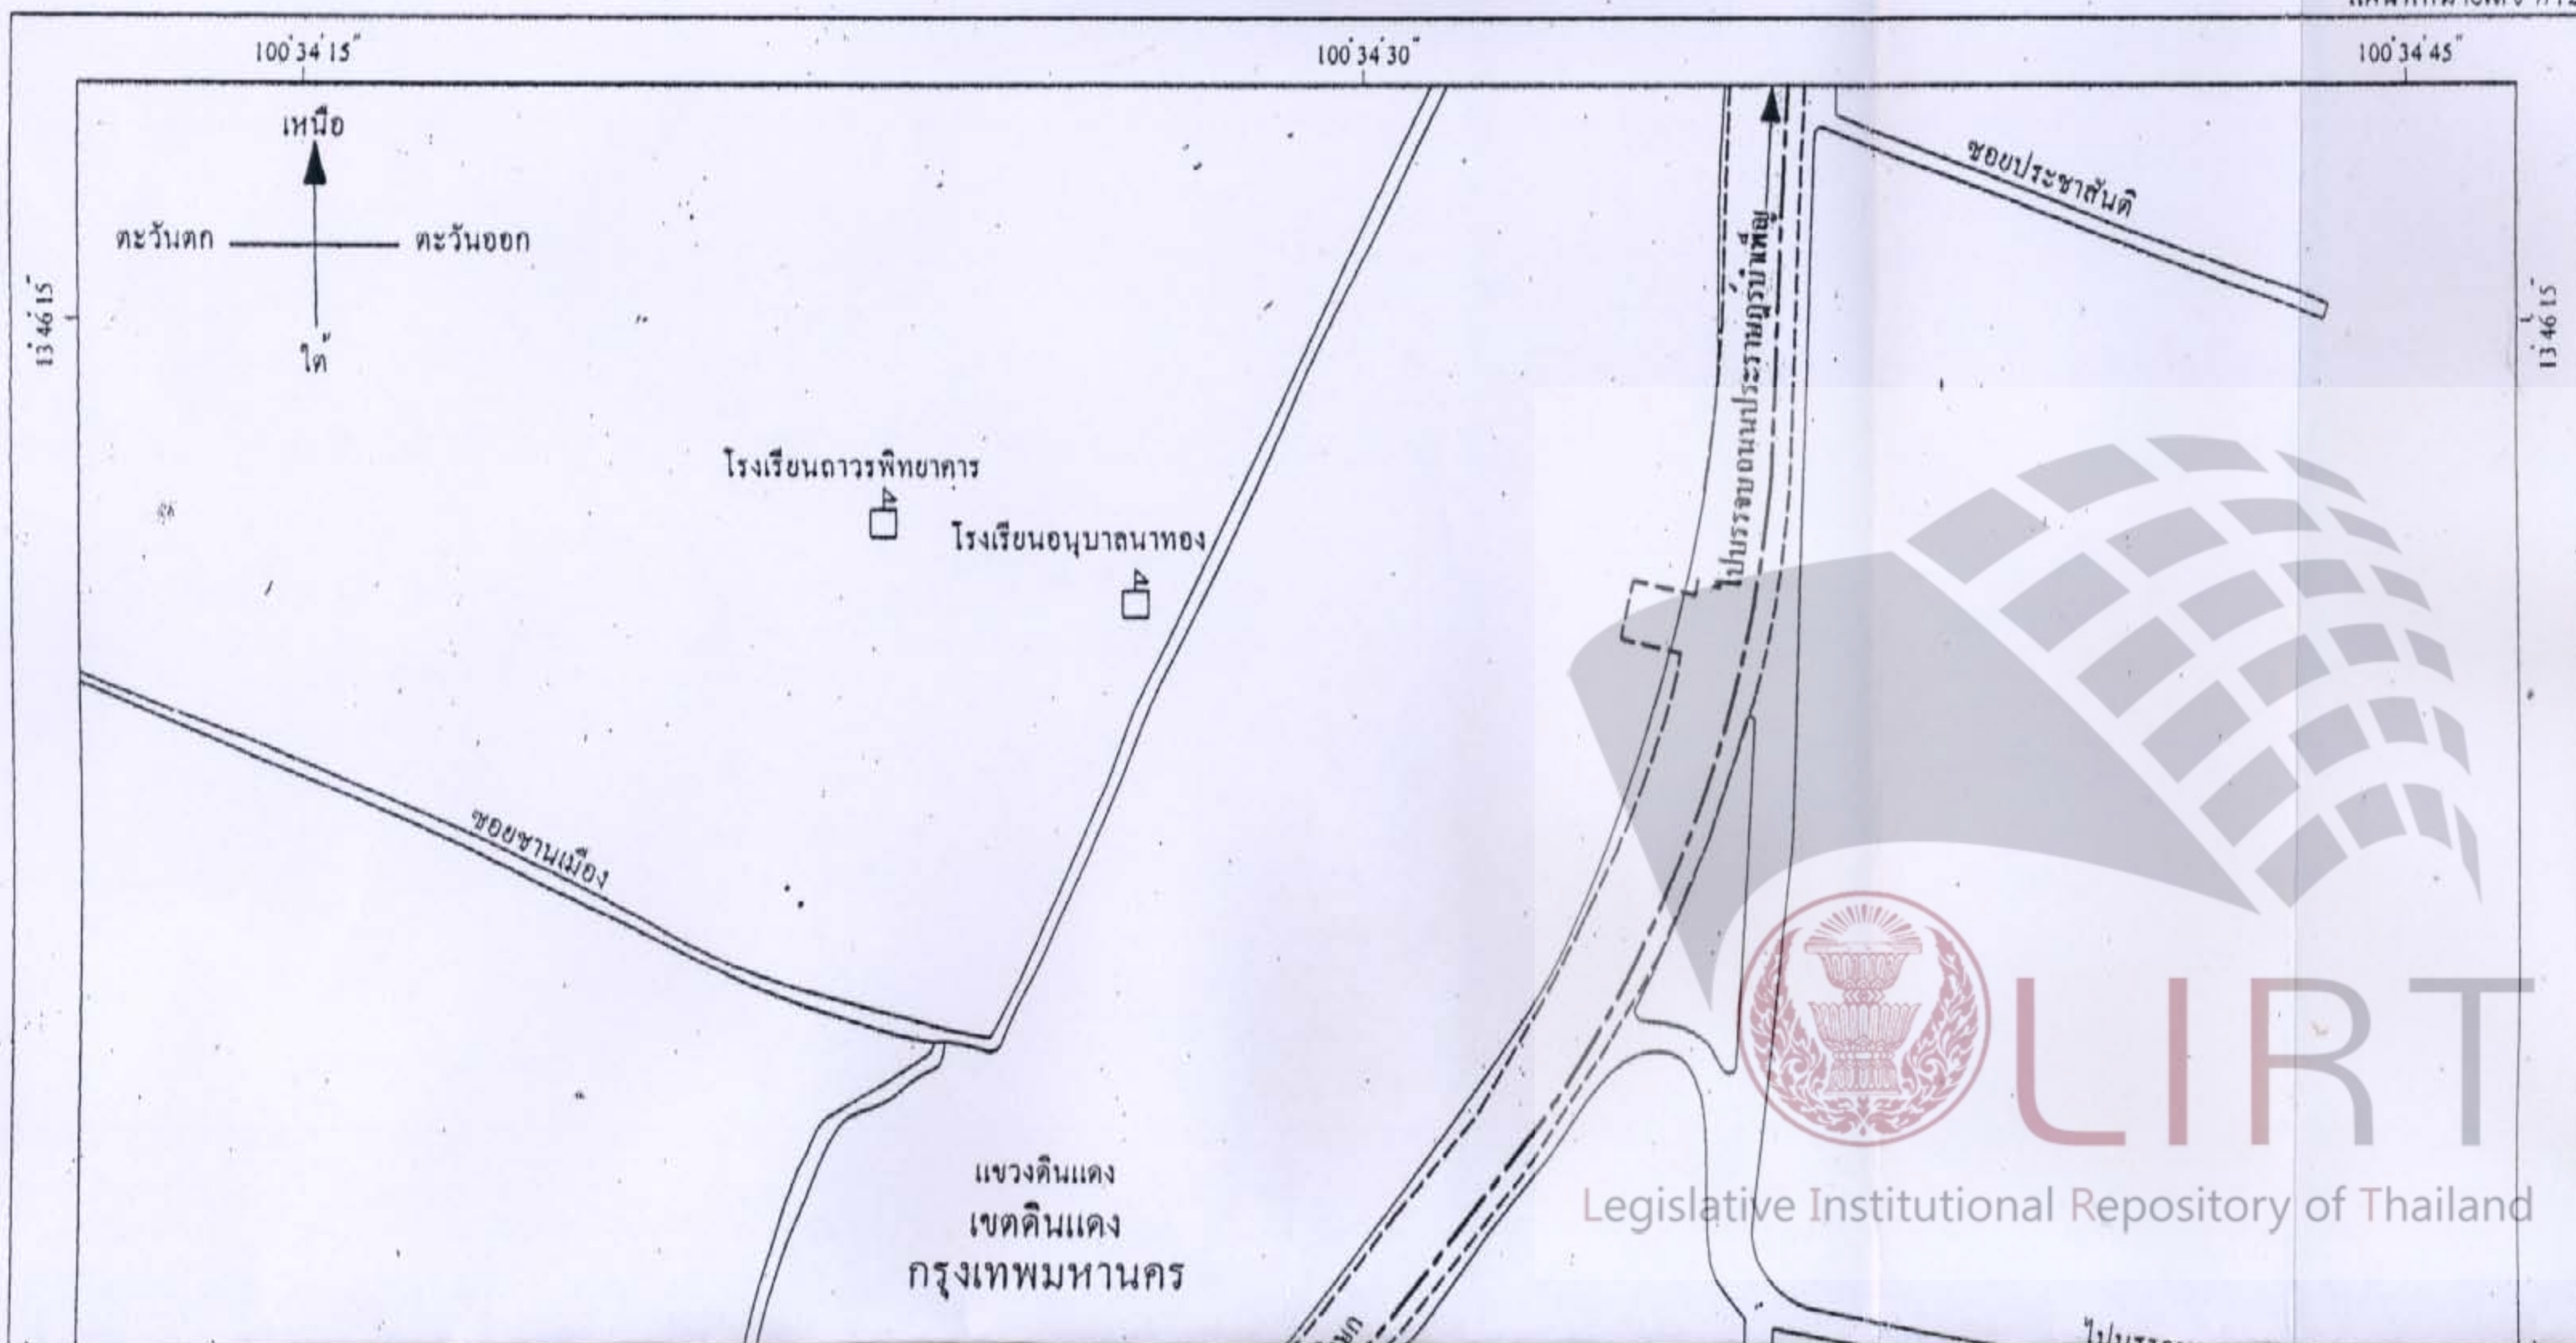 100°34'15"
100°34'30"
100°34'45"
เหนือ
ตะวันตก
ตะวันออก
ใต้
13°46'15"
13°46'15"
ซอยประชาสันติ
ไปบรรจบถนนประชาราษฎร์บำเพ็ญ
โรงเรียนถาวรพิทยาคาร
โรงเรียนอนุบาลนาทอง
ซอยชานเมือง
LIRT
แขวงดินแดง
เขตดินแดง
กรุงเทพมหานคร
Legislative Institutional Repository of Thailand